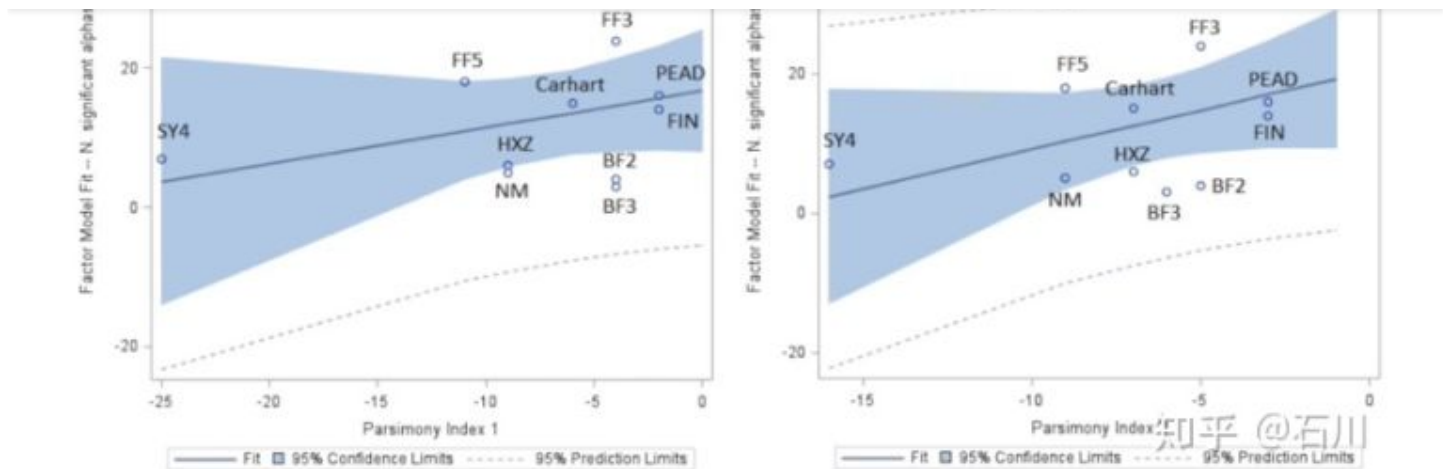 Factor Model Fit -- N. significant alphas
20
0
-20
FF3
FF5
PEAD
Carhart
FIN
SY4
HXZ
BF2
NM
BF3
-25 -20 -15 -10 -5 0
Parsimony Index 1
Fit 95% Confidence Limits 95% Prediction Limits
Factor Model Fit -- N. significant alphas
20
0
-20
FF3
FF5
PEAD
Carhart
FIN
SY4
HXZ
NM
BF3
BF2
-15 -10 -5 0
Parsimony Index
Fit 95% Confidence Limits 95% Prediction Limits
知乎 @石川